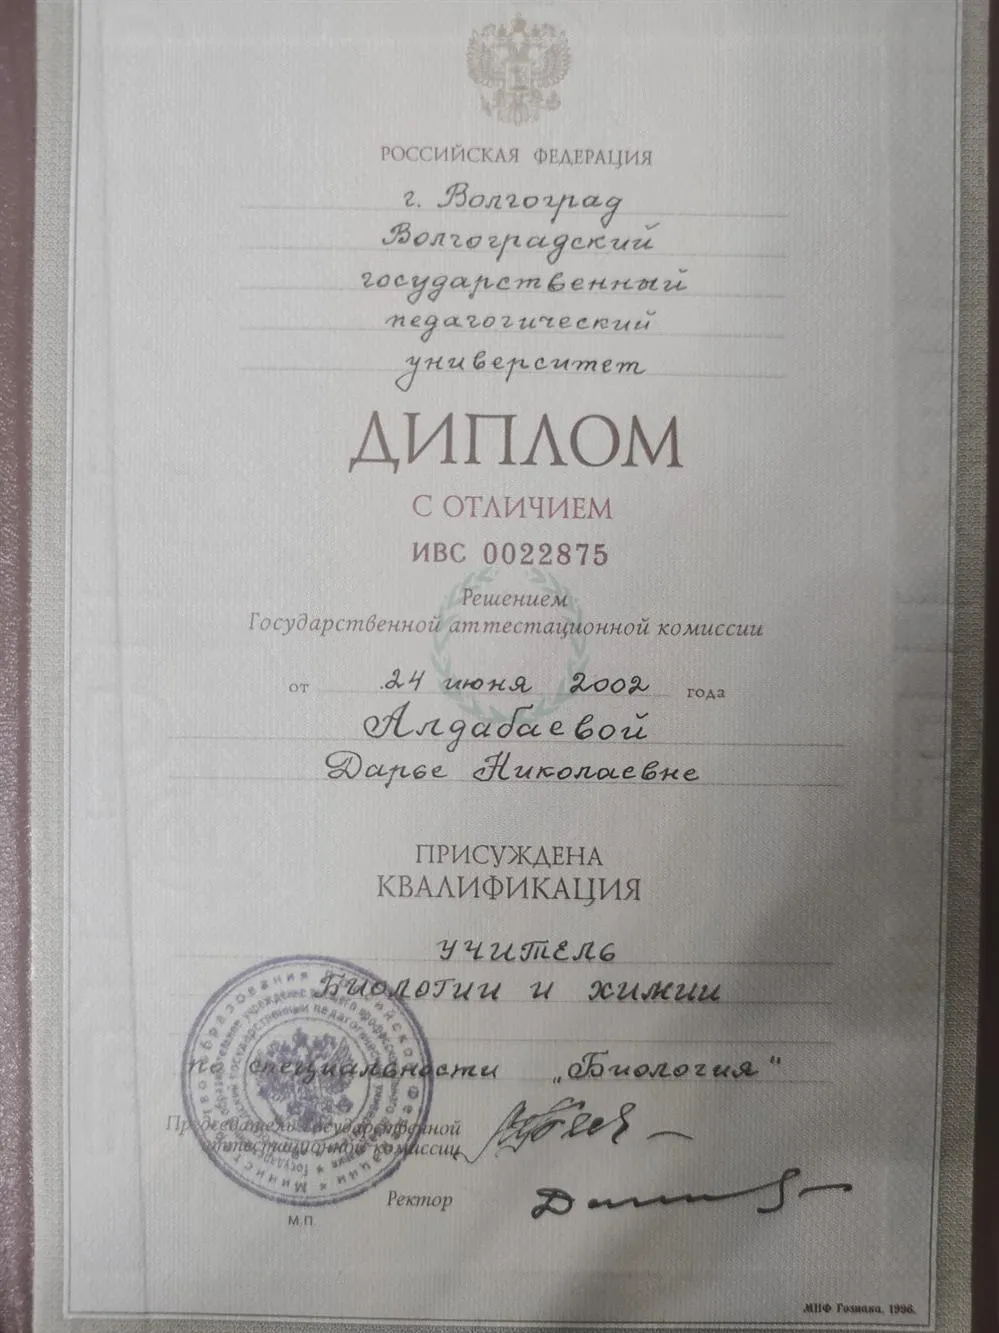 РОССИЙСКАЯ ФЕДЕРАЦИЯ
г. Волгоград
Волгоградский
государственный
педагогический
университет
ДИПЛОМ
С ОТЛИЧИЕМ
ИВС 0022875
Решением
Государственной аттестационной комиссии
от 24 июня 2002 года
Алдабаевой
Дарье Николаевне
ПРИСУЖДЕНА
КВАЛИФИКАЦИЯ
учитель
биологии и химии
по специальности „Биология"
Председатель Государственной
аттестационной комиссии
Ректор
М.П.
МПФ Гознака. 1996.